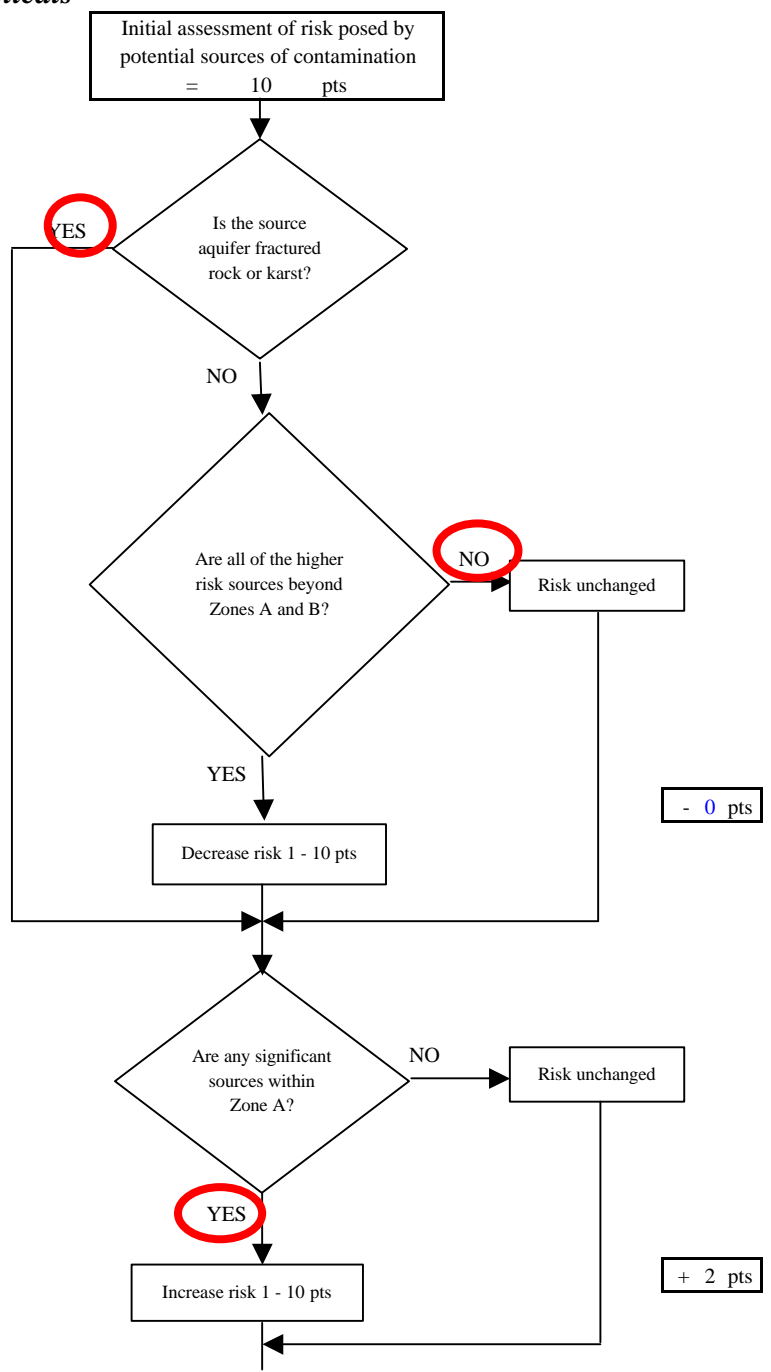 Initial assessment of risk posed by
potential sources of contamination
= 10 pts
Is the source
aquifer fractured
rock or karst?
YES
NO
Are all of the higher
risk sources beyond
Zones A and B?
NO
Risk unchanged
YES
- 0 pts
Decrease risk 1 - 10 pts
Are any significant
sources within
Zone A?
NO
Risk unchanged
YES
+ 2 pts
Increase risk 1 - 10 pts